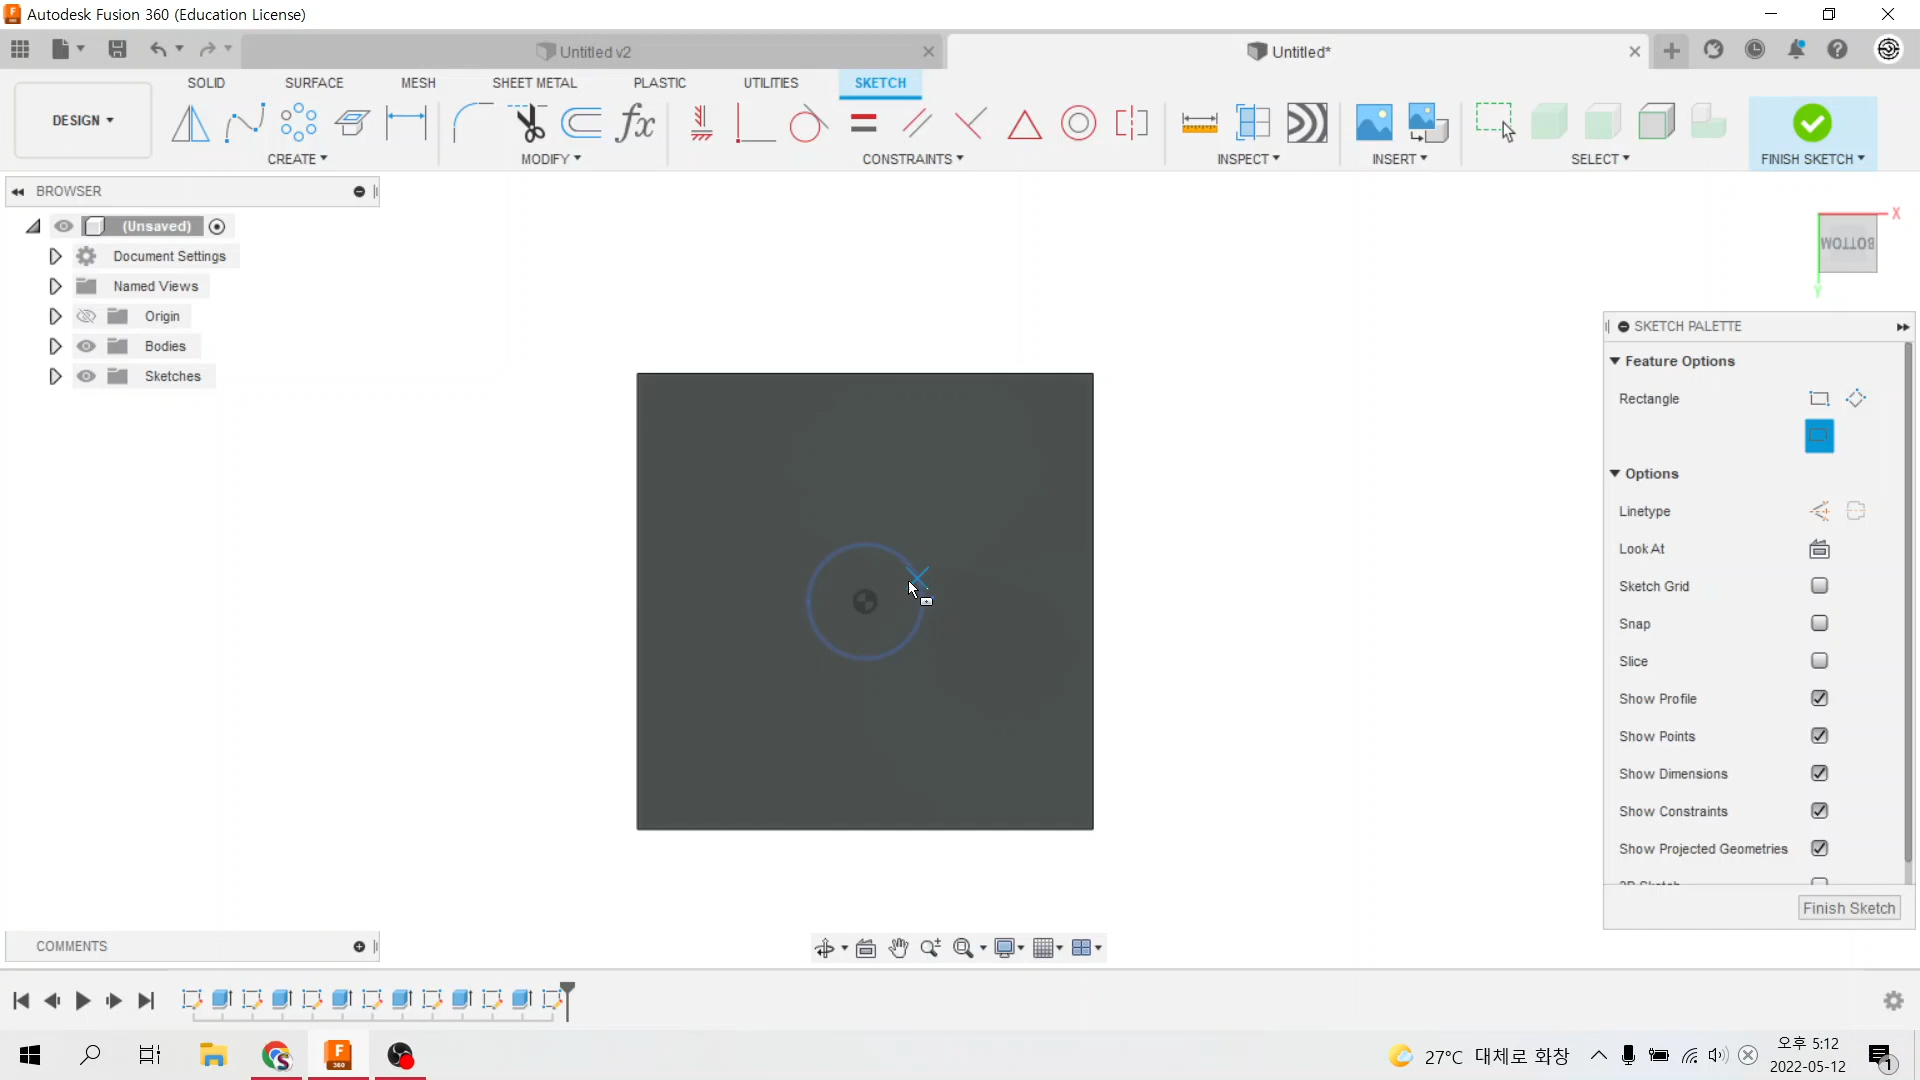 Autodesk Fusion 360 (Education License)
Untitled v2
Untitled*
SOLID SURFACE MESH SHEET METAL PLASTIC UTILITIES SKETCH
DESIGN
CREATE MODIFY CONSTRAINTS INSPECT INSERT SELECT FINISH SKETCH
BROWSER
(Unsaved)
Document Settings
Named Views
Origin
Bodies
Sketches
X
BOTTOM
Y
SKETCH PALETTE
Feature Options
Rectangle
Options
Linetype
Look At
Sketch Grid
Snap
Slice
Show Profile
Show Points
Show Dimensions
Show Constraints
Show Projected Geometries
3D Sketch
Finish Sketch
COMMENTS
27°C 대체로 화창
오후 5:12
2022-05-12
1